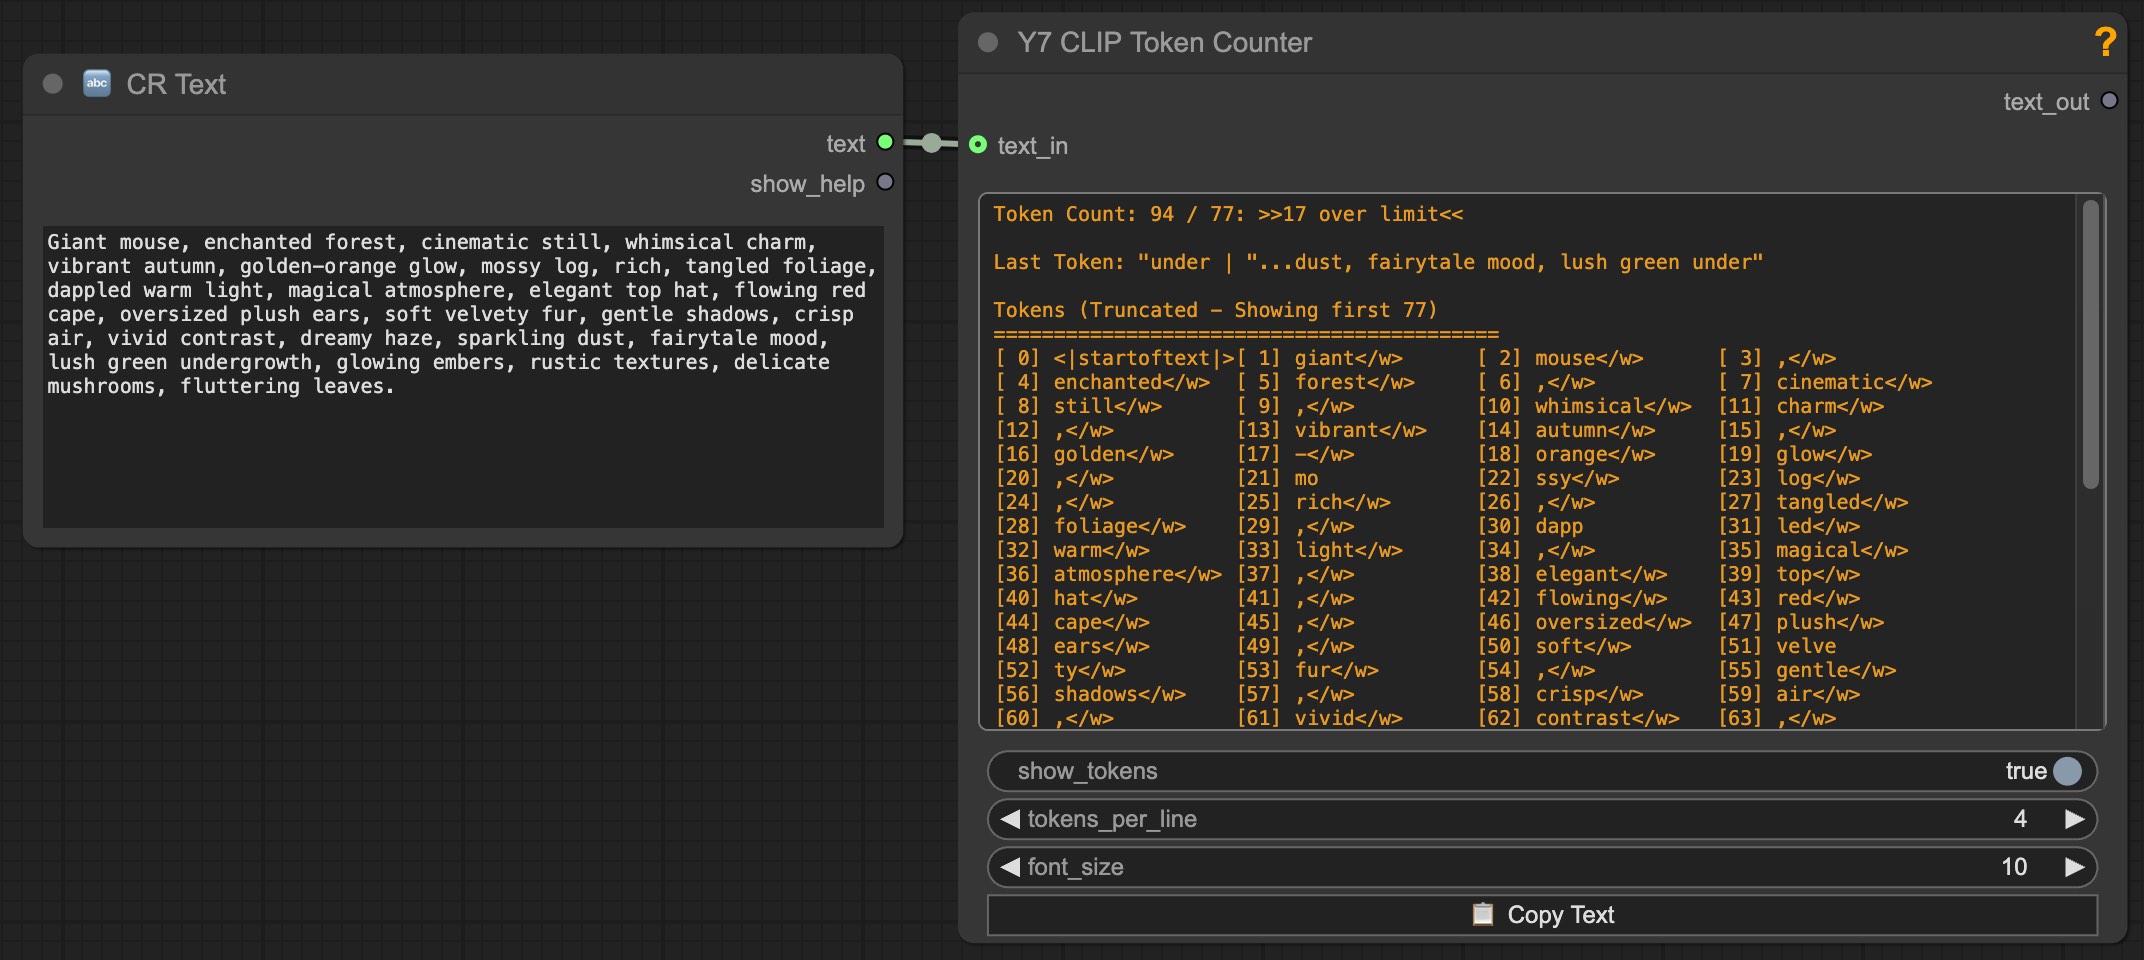 abc CR Text
text
show_help
Giant mouse, enchanted forest, cinematic still, whimsical charm,
vibrant autumn, golden-orange glow, mossy log, rich, tangled foliage,
dappled warm light, magical atmosphere, elegant top hat, flowing red
cape, oversized plush ears, soft velvety fur, gentle shadows, crisp
air, vivid contrast, dreamy haze, sparkling dust, fairytale mood,
lush green undergrowth, glowing embers, rustic textures, delicate
mushrooms, fluttering leaves.
Y7 CLIP Token Counter ?
text_out
text_in
Token Count: 94 / 77: >>17 over limit<<
Last Token: "under | "...dust, fairytale mood, lush green under"
Tokens (Truncated - Showing first 77)
==========================================
[ 0] <|startoftext|>[ 1] giant</w> [ 2] mouse</w> [ 3] ,</w>
[ 4] enchanted</w> [ 5] forest</w> [ 6] ,</w> [ 7] cinematic</w>
[ 8] still</w> [ 9] ,</w> [10] whimsical</w> [11] charm</w>
[12] ,</w> [13] vibrant</w> [14] autumn</w> [15] ,</w>
[16] golden</w> [17] -</w> [18] orange</w> [19] glow</w>
[20] ,</w> [21] mo [22] ssy</w> [23] log</w>
[24] ,</w> [25] rich</w> [26] ,</w> [27] tangled</w>
[28] foliage</w> [29] ,</w> [30] dapp [31] led</w>
[32] warm</w> [33] light</w> [34] ,</w> [35] magical</w>
[36] atmosphere</w> [37] ,</w> [38] elegant</w> [39] top</w>
[40] hat</w> [41] ,</w> [42] flowing</w> [43] red</w>
[44] cape</w> [45] ,</w> [46] oversized</w> [47] plush</w>
[48] ears</w> [49] ,</w> [50] soft</w> [51] velve
[52] ty</w> [53] fur</w> [54] ,</w> [55] gentle</w>
[56] shadows</w> [57] ,</w> [58] crisp</w> [59] air</w>
[60] ,</w> [61] vivid</w> [62] contrast</w> [63] ,</w>
show_tokens true
tokens_per_line 4
font_size 10
Copy Text